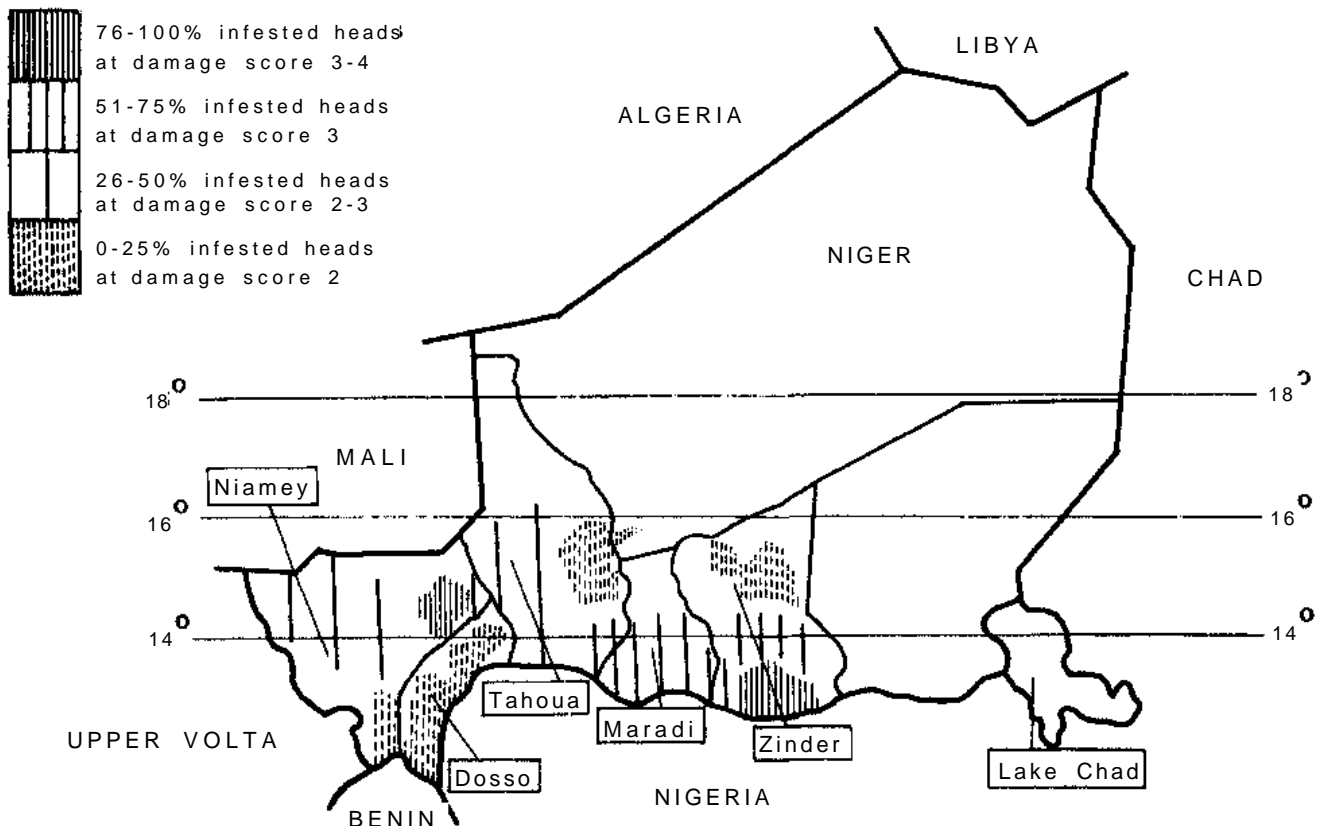 76-100% infested heads
at damage score 3-4
51-75% infested heads
at damage score 3
26-50% infested heads
at damage score 2-3
0-25% infested heads
at damage score 2
LIBYA
ALGERIA
NIGER
CHAD
18° 18°
MALI
Niamey
16° 16°
14° 14°
Tahoua
Maradi
Zinder
UPPER VOLTA
Dosso
Lake Chad
NIGERIA
BENIN